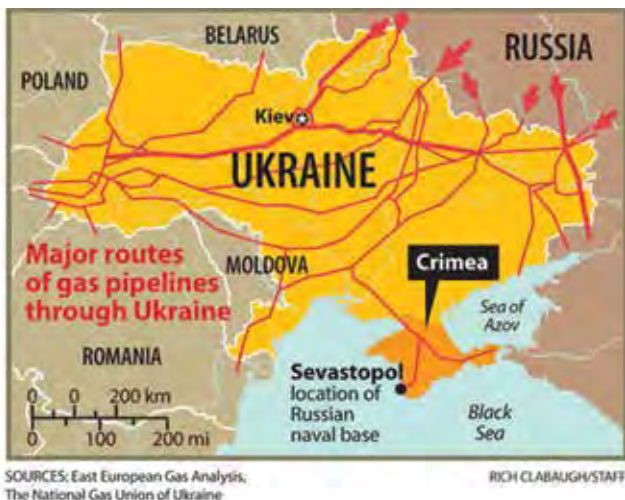 BELARUS
RUSSIA
POLAND
Kiev
UKRAINE
Major routes
of gas pipelines
through Ukraine
MOLDOVA
Crimea
Sea of
Azov
ROMANIA
Sevastopol
location of
Russian
naval base
Black
Sea
0 0 200 km
0 100 200 mi
SOURCES: East European Gas Analysis,
The National Gas Union of Ukraine
RICH CLABAUGH/STAFF